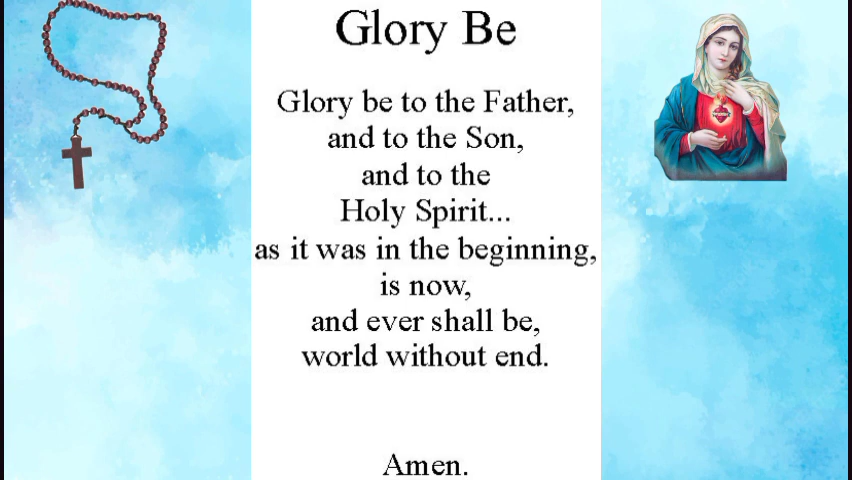 Glory Be
Glory be to the Father,
and to the Son,
and to the
Holy Spirit...
as it was in the beginning,
is now,
and ever shall be,
world without end.
Amen.